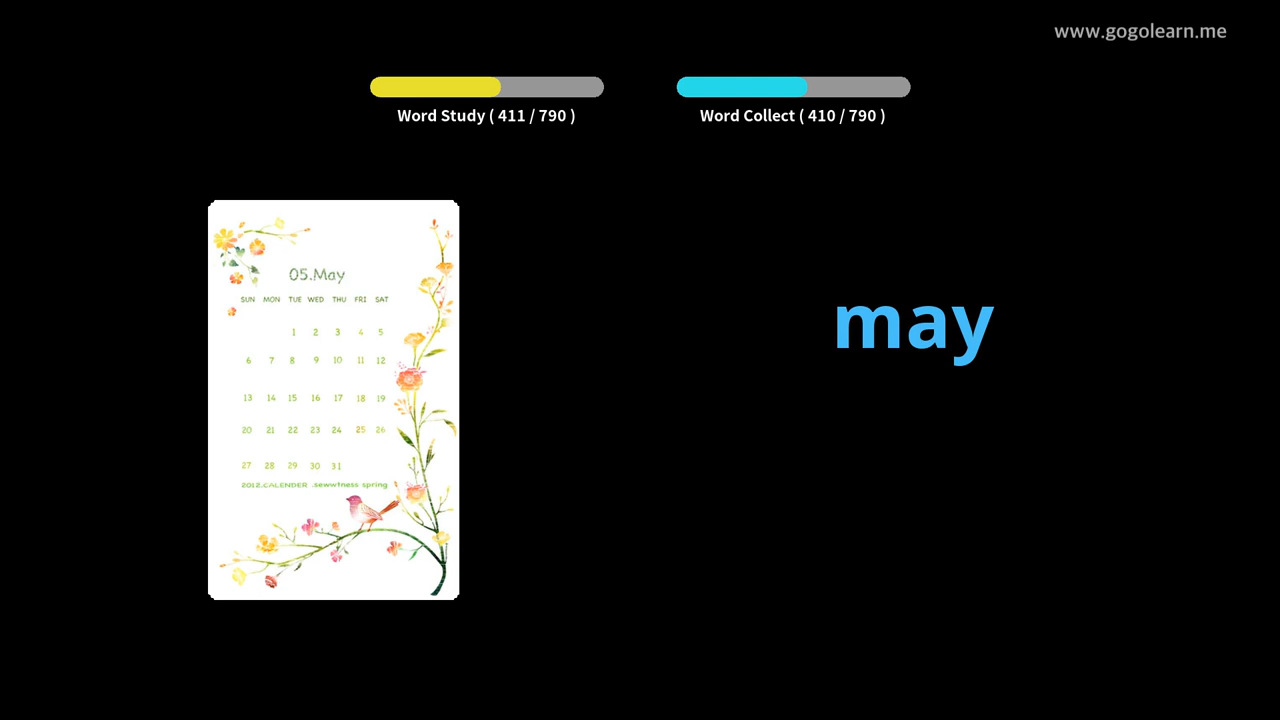 www.gogolearn.me
Word Study ( 411 / 790 )
Word Collect ( 410 / 790 )
05.May
SUN MON TUE WED THU FRI SAT
1 2 3 4 5
6 7 8 9 10 11 12
13 14 15 16 17 18 19
20 21 22 23 24 25 26
27 28 29 30 31
2012.CALENDER .sewwtness spring
may